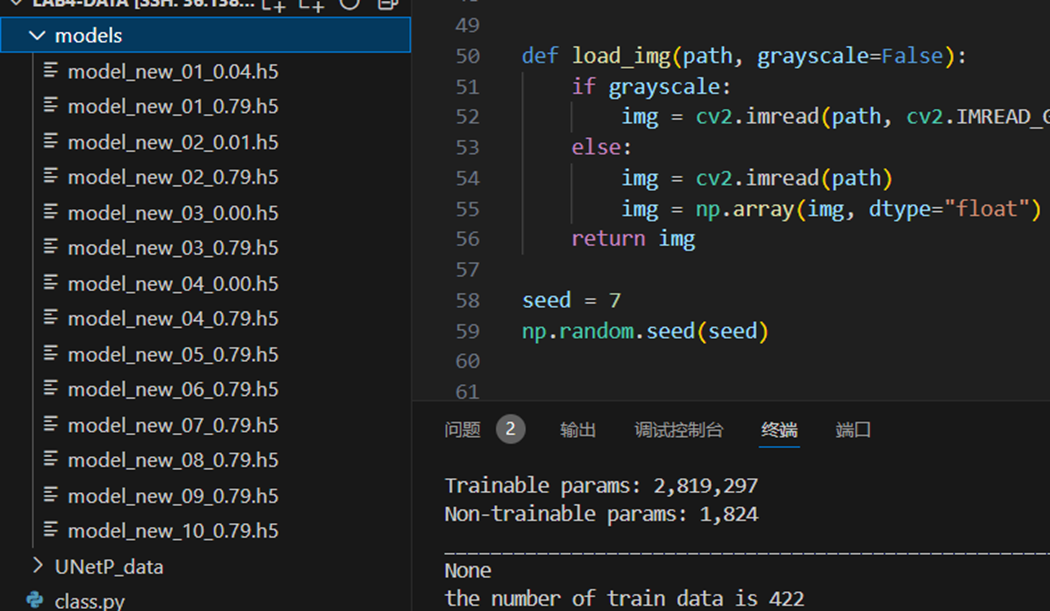 LAB4-DATA [SSH: 36.138...
models
model_new_01_0.04.h5
model_new_01_0.79.h5
model_new_02_0.01.h5
model_new_02_0.79.h5
model_new_03_0.00.h5
model_new_03_0.79.h5
model_new_04_0.00.h5
model_new_04_0.79.h5
model_new_05_0.79.h5
model_new_06_0.79.h5
model_new_07_0.79.h5
model_new_08_0.79.h5
model_new_09_0.79.h5
model_new_10_0.79.h5
UNetP_data
class.py
49
50 def load_img(path, grayscale=False):
51 if grayscale:
52 img = cv2.imread(path, cv2.IMREAD_G
53 else:
54 img = cv2.imread(path)
55 img = np.array(img, dtype="float")
56 return img
57
58 seed = 7
59 np.random.seed(seed)
60
61
问题 2 输出 调试控制台 终端 端口
Trainable params: 2,819,297
Non-trainable params: 1,824
None
the number of train data is 422